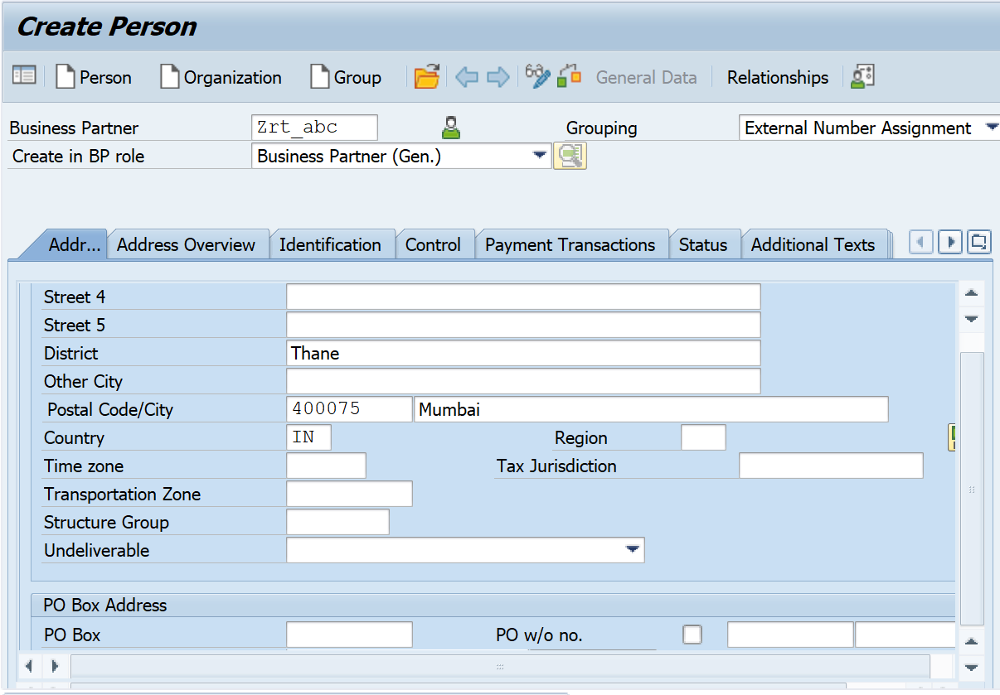 Create Person
Person Organization Group General Data Relationships
Business Partner Zrt_abc Grouping External Number Assignment
Create in BP role Business Partner (Gen.)
Addr... Address Overview Identification Control Payment Transactions Status Additional Texts
Street 4
Street 5
District Thane
Other City
Postal Code/City 400075 Mumbai
Country IN Region
Time zone Tax Jurisdiction
Transportation Zone
Structure Group
Undeliverable
PO Box Address
PO Box PO w/o no.